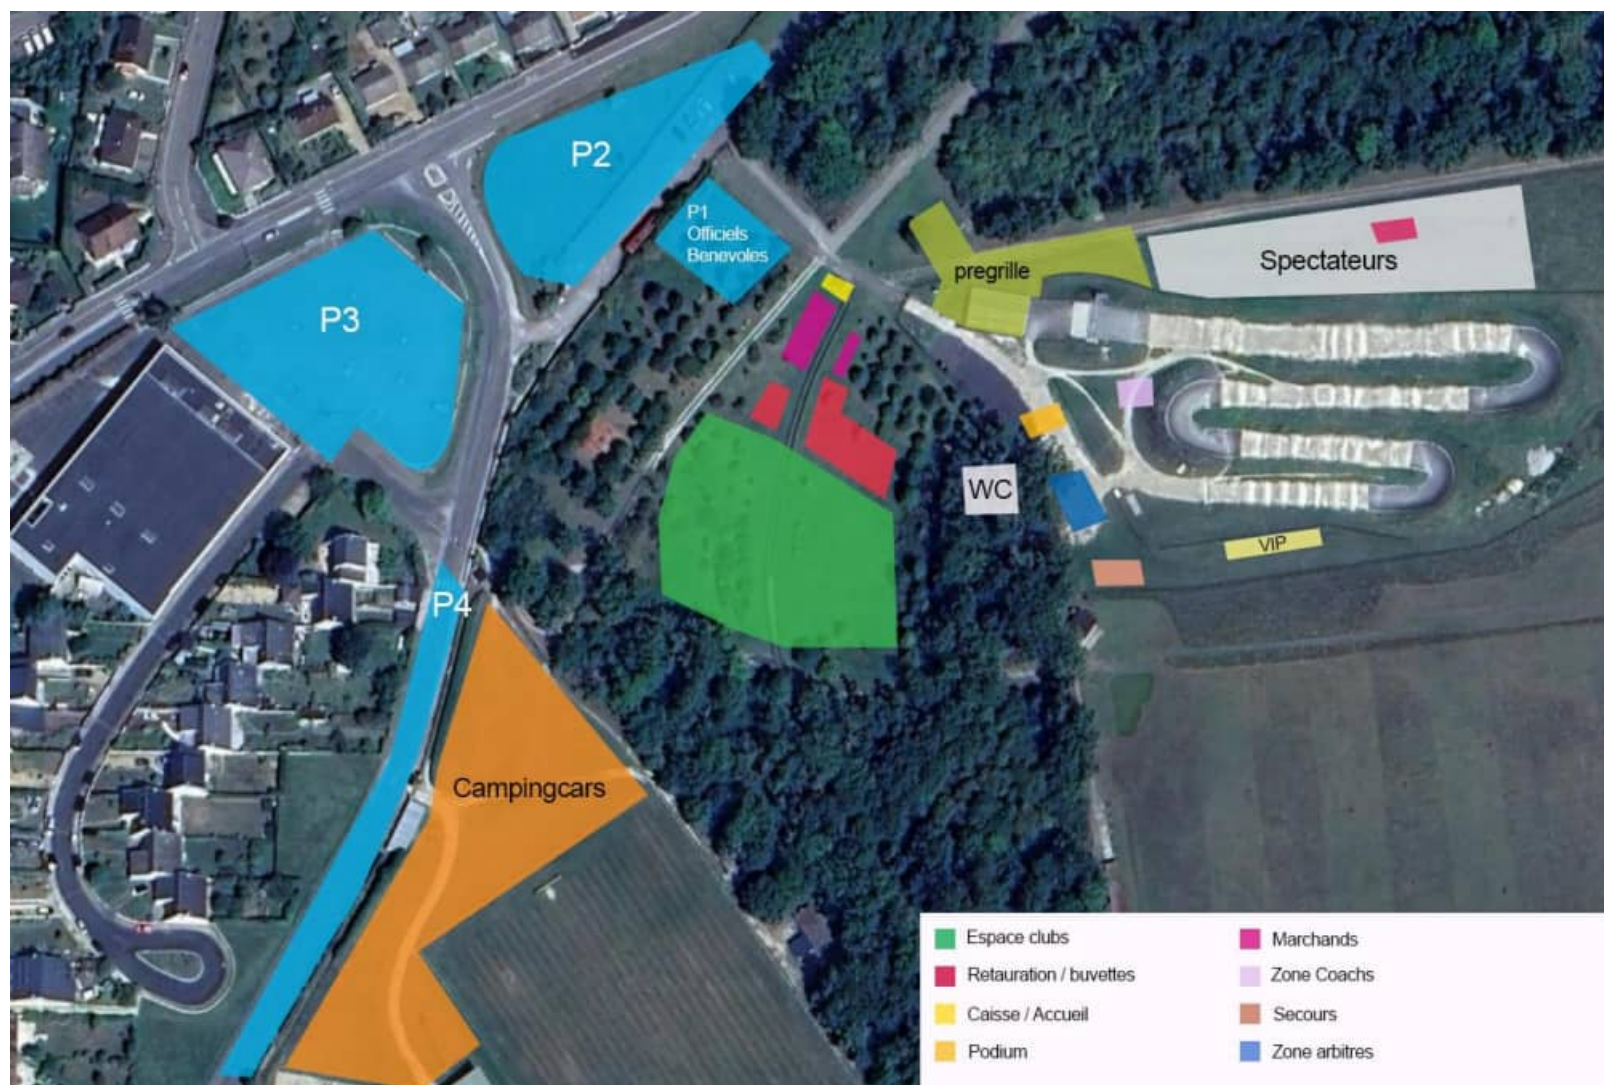 P2
P1
Officiels
Benevoles
pregrille
Spectateurs
P3
WC
VIP
P4
Campingcars
Espace clubs
Marchands
Retauration / buvettes
Zone Coachs
Caisse / Accueil
Secours
Podium
Zone arbitres